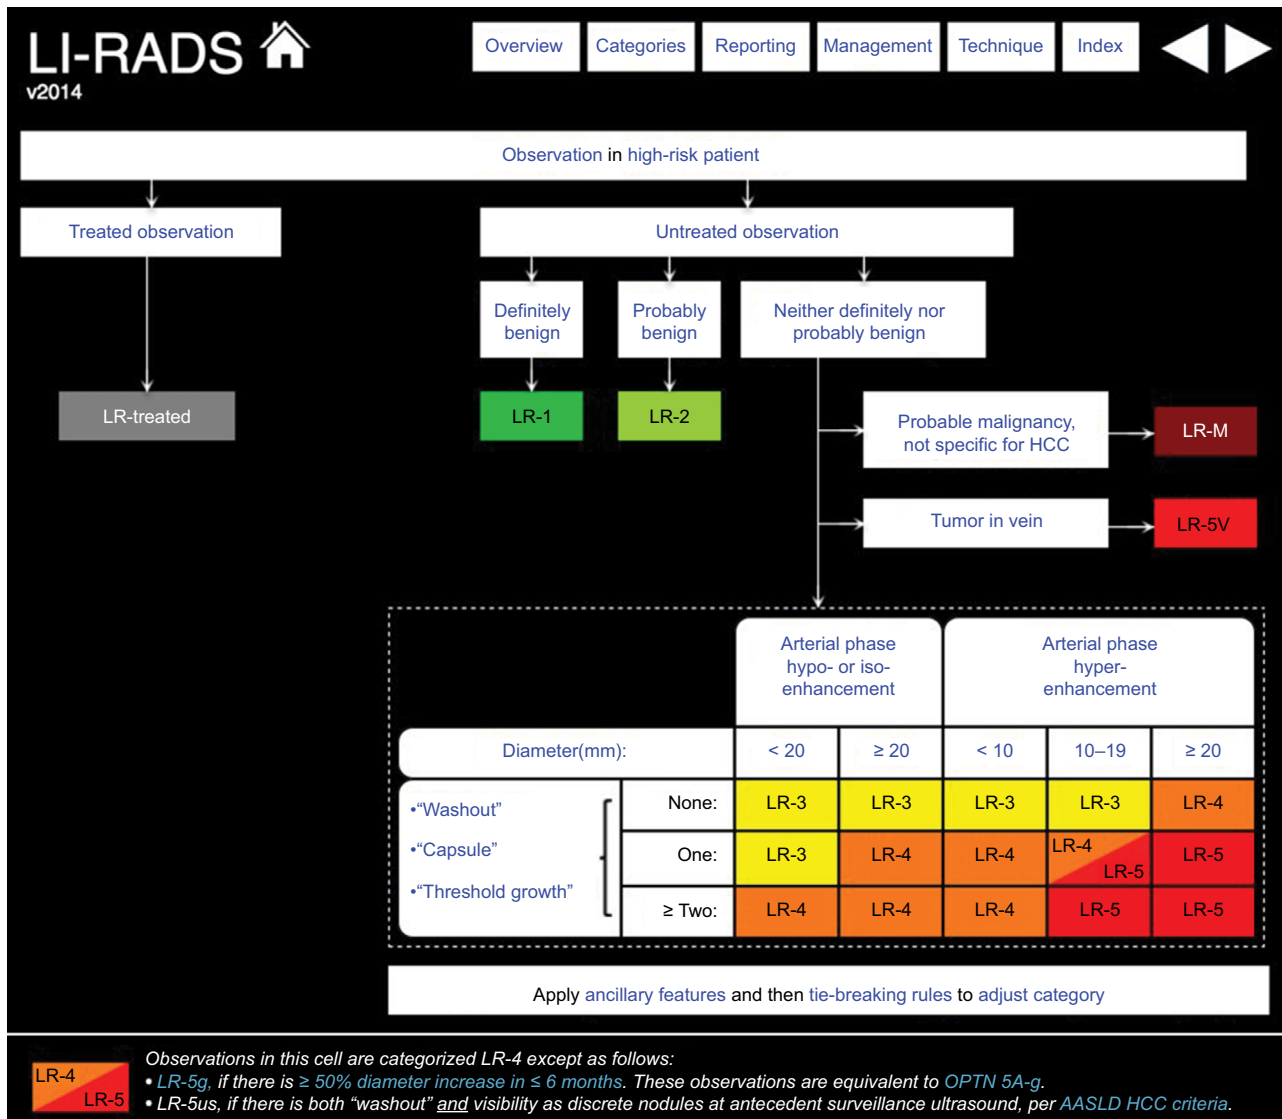 LI-RADS
v2014
Overview
Categories
Reporting
Management
Technique
Index
Observation in high-risk patient
Treated observation
Untreated observation
Definitely
benign
Probably
benign
Neither definitely nor
probably benign
LR-treated
LR-1
LR-2
Probable malignancy,
not specific for HCC
LR-M
Tumor in vein
LR-5V
Arterial phase
hypo- or iso-
enhancement
Arterial phase
hyper-
enhancement
Diameter(mm): < 20 ≥ 20 < 10 10–19 ≥ 20
•“Washout”
•“Capsule”
•“Threshold growth”
None: LR-3 LR-3 LR-3 LR-3 LR-4
One: LR-3 LR-4 LR-4 LR-4 LR-5 LR-5
≥ Two: LR-4 LR-4 LR-4 LR-5 LR-5
Apply ancillary features and then tie-breaking rules to adjust category
LR-4
LR-5
Observations in this cell are categorized LR-4 except as follows:
• LR-5g, if there is ≥ 50% diameter increase in ≤ 6 months. These observations are equivalent to OPTN 5A-g.
• LR-5us, if there is both “washout” and visibility as discrete nodules at antecedent surveillance ultrasound, per AASLD HCC criteria.